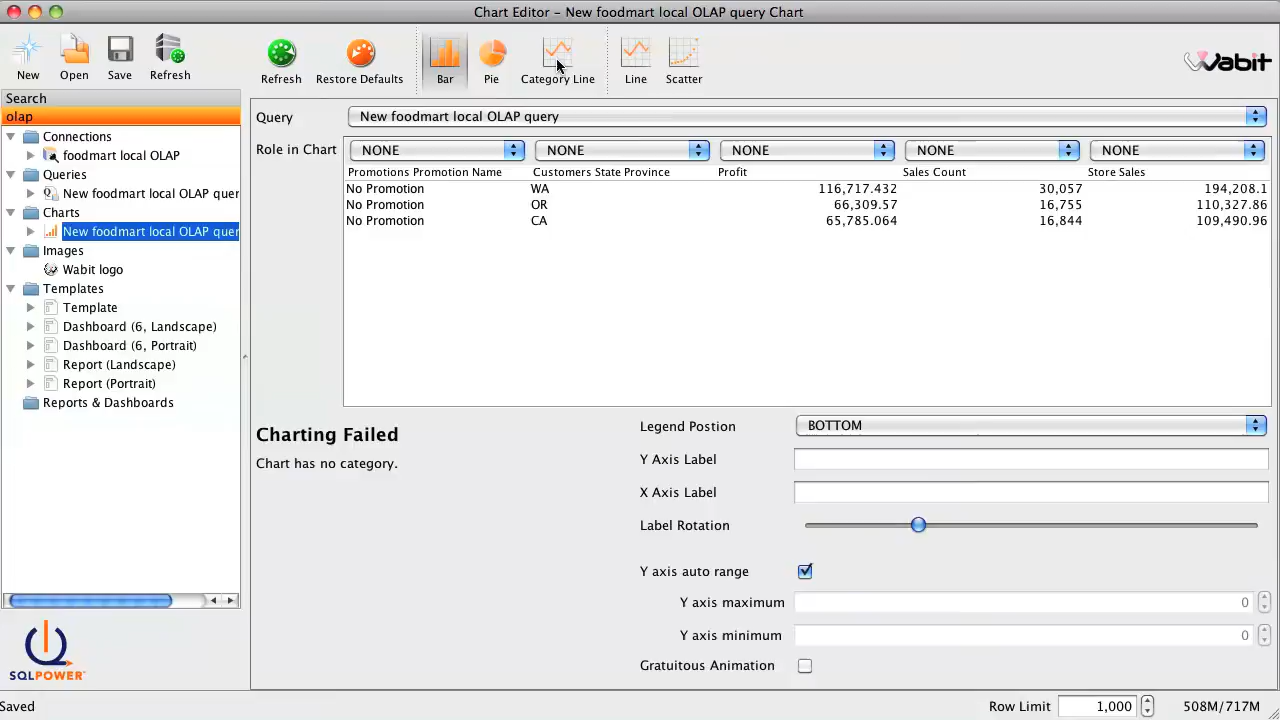 Chart Editor - New foodmart local OLAP query Chart
New Open Save Refresh
Refresh Restore Defaults Bar Pie Category Line Line Scatter
Wabit
Search
olap
Connections
foodmart local OLAP
Queries
New foodmart local OLAP quer
Charts
New foodmart local OLAP quer
Images
Wabit logo
Templates
Template
Dashboard (6, Landscape)
Dashboard (6, Portrait)
Report (Landscape)
Report (Portrait)
Reports & Dashboards
SQLPOWER
Query New foodmart local OLAP query
Role in Chart NONE NONE NONE NONE NONE
Promotions Promotion Name Customers State Province Profit Sales Count Store Sales
No Promotion WA 116,717.432 30,057 194,208.1
No Promotion OR 66,309.57 16,755 110,327.86
No Promotion CA 65,785.064 16,844 109,490.96
Charting Failed
Chart has no category.
Legend Postion BOTTOM
Y Axis Label
X Axis Label
Label Rotation
Y axis auto range
Y axis maximum 0
Y axis minimum 0
Gratuitous Animation
Saved
Row Limit 1,000 508M/717M